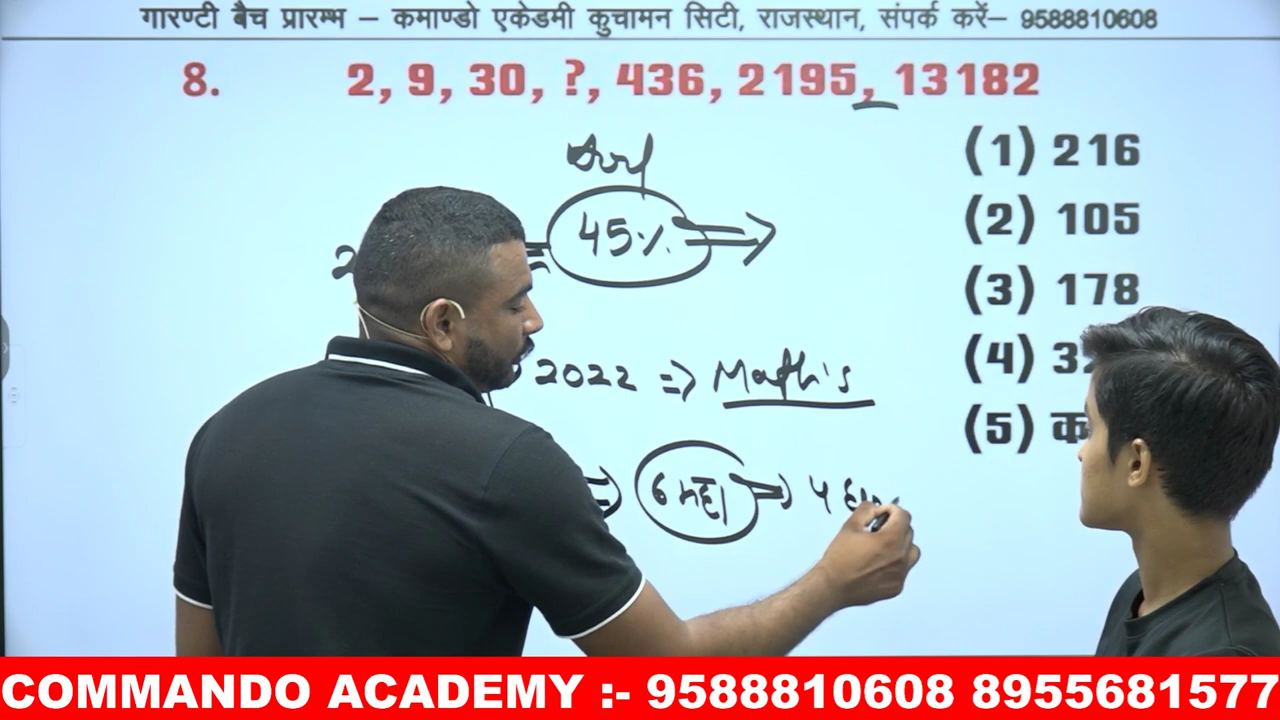 गारण्टी बैच प्रारम्भ – कमाण्डो एकेडमी कुचामन सिटी, राजस्थान, संपर्क करें– 9588810608
8. 2, 9, 30, ?, 436, 2195, 13182
(1) 216
(2) 105
(3) 178
(4)
(5)
45%
2022 => Math's
=> 6 महा => 4
COMMANDO ACADEMY :- 9588810608 8955681577